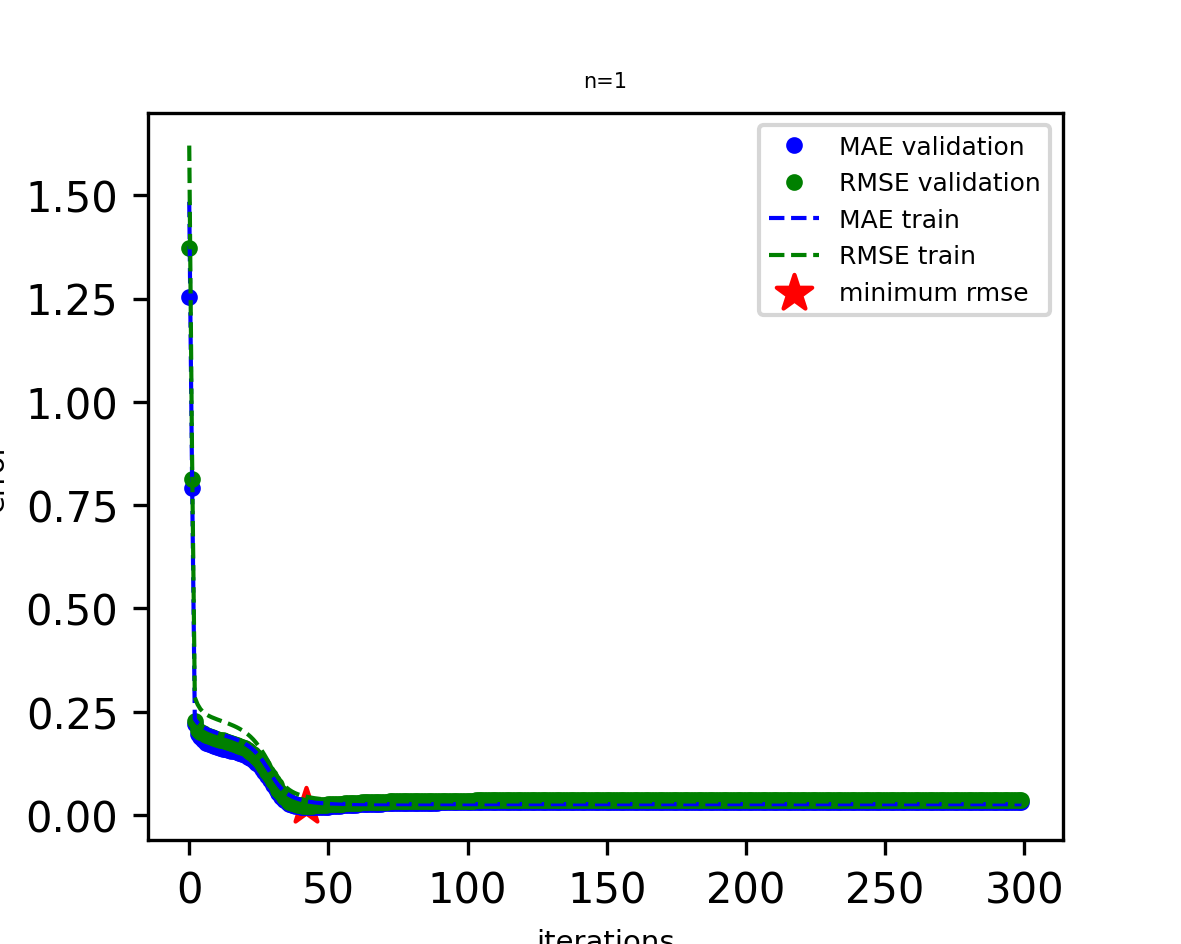 n=1
MAE validation
RMSE validation
MAE train
RMSE train
minimum rmse
1.50
1.25
1.00
0.75
0.50
0.25
0.00
0 50 100 150 200 250 300
iterations